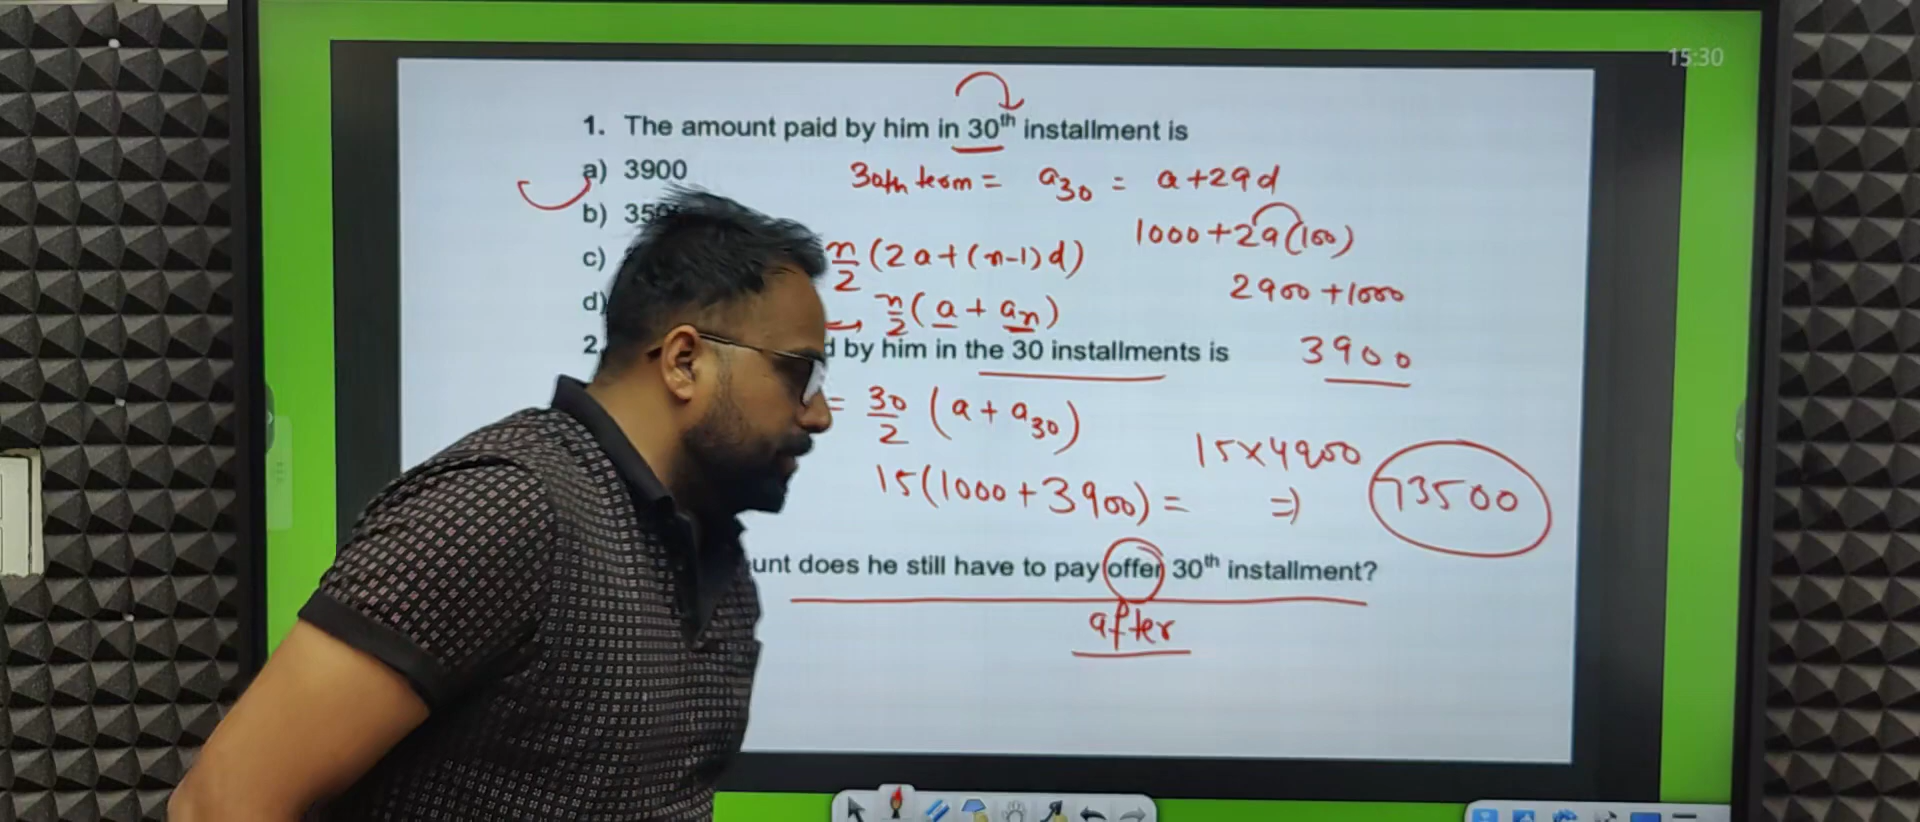 15:30
1. The amount paid by him in 30th installment is
a) 3900
30th term = a30 = a+29d
b) 35
1000+29(100)
c)
n/2 (2a+(n-1)d)
2900+1000
d)
n/2 (a + an)
2. d by him in the 30 installments is
3900
= 30/2 (a + a30)
15×4900
15(1000+3900) = ⇒ 73500
unt does he still have to pay offer 30th installment?
after